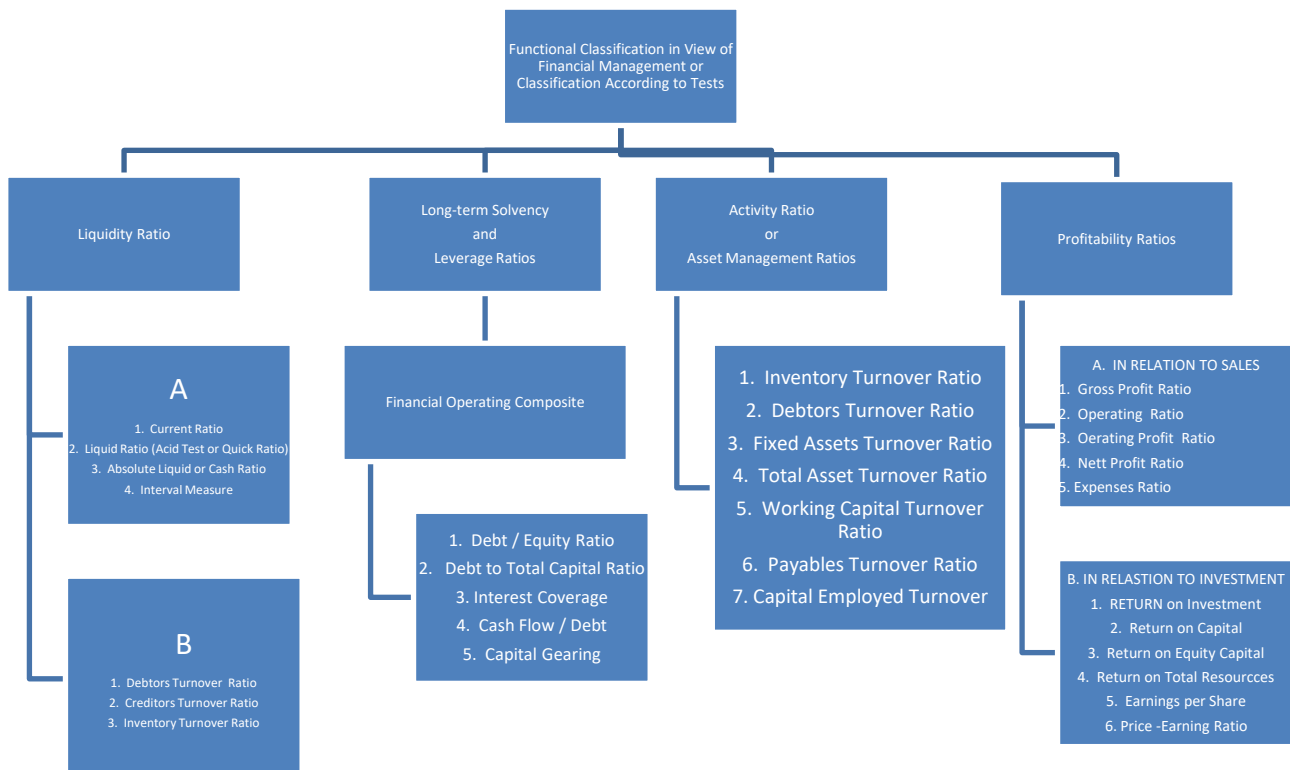 Functional Classification in View of
Financial Management or
Classification According to Tests
Liquidity Ratio
Long-term Solvency
and
Leverage Ratios
Activity Ratio
or
Asset Management Ratios
Profitability Ratios
A
1. Current Ratio
2. Liquid Ratio (Acid Test or Quick Ratio)
3. Absolute Liquid or Cash Ratio
4. Interval Measure
B
1. Debtors Turnover Ratio
2. Creditors Turnover Ratio
3. Inventory Turnover Ratio
Financial Operating Composite
1. Debt / Equity Ratio
2. Debt to Total Capital Ratio
3. Interest Coverage
4. Cash Flow / Debt
5. Capital Gearing
1. Inventory Turnover Ratio
2. Debtors Turnover Ratio
3. Fixed Assets Turnover Ratio
4. Total Asset Turnover Ratio
5. Working Capital Turnover
Ratio
6. Payables Turnover Ratio
7. Capital Employed Turnover
A. IN RELATION TO SALES
1. Gross Profit Ratio
2. Operating Ratio
3. Oerating Profit Ratio
4. Nett Profit Ratio
5. Expenses Ratio
B. IN RELASTION TO INVESTMENT
1. RETURN on Investment
2. Return on Capital
3. Return on Equity Capital
4. Return on Total Resourcces
5. Earnings per Share
6. Price -Earning Ratio